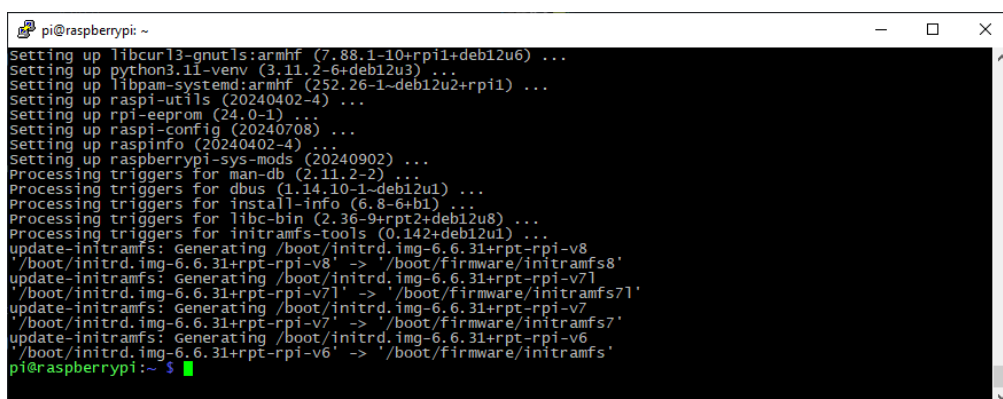 pi@raspberrypi: ~
Setting up libcurl3-gnutls:armhf (7.88.1-10+rpi1+deb12u6) ...
Setting up python3.11-venv (3.11.2-6+deb12u3) ...
Setting up libpam-systemd:armhf (252.26-1~deb12u2+rpi1) ...
Setting up raspi-utils (20240402-4) ...
Setting up rpi-eeprom (24.0-1) ...
Setting up raspi-config (20240708) ...
Setting up raspinfo (20240402-4) ...
Setting up raspberrypi-sys-mods (20240902) ...
Processing triggers for man-db (2.11.2-2) ...
Processing triggers for dbus (1.14.10-1~deb12u1) ...
Processing triggers for install-info (6.8-6+b1) ...
Processing triggers for libc-bin (2.36-9+rpt2+deb12u8) ...
Processing triggers for initramfs-tools (0.142+deb12u1) ...
update-initramfs: Generating /boot/initrd.img-6.6.31+rpt-rpi-v8
'/boot/initrd.img-6.6.31+rpt-rpi-v8' -> '/boot/firmware/initramfs8'
update-initramfs: Generating /boot/initrd.img-6.6.31+rpt-rpi-v7l
'/boot/initrd.img-6.6.31+rpt-rpi-v7l' -> '/boot/firmware/initramfs7l'
update-initramfs: Generating /boot/initrd.img-6.6.31+rpt-rpi-v7
'/boot/initrd.img-6.6.31+rpt-rpi-v7' -> '/boot/firmware/initramfs7'
update-initramfs: Generating /boot/initrd.img-6.6.31+rpt-rpi-v6
'/boot/initrd.img-6.6.31+rpt-rpi-v6' -> '/boot/firmware/initramfs'
pi@raspberrypi:~ $